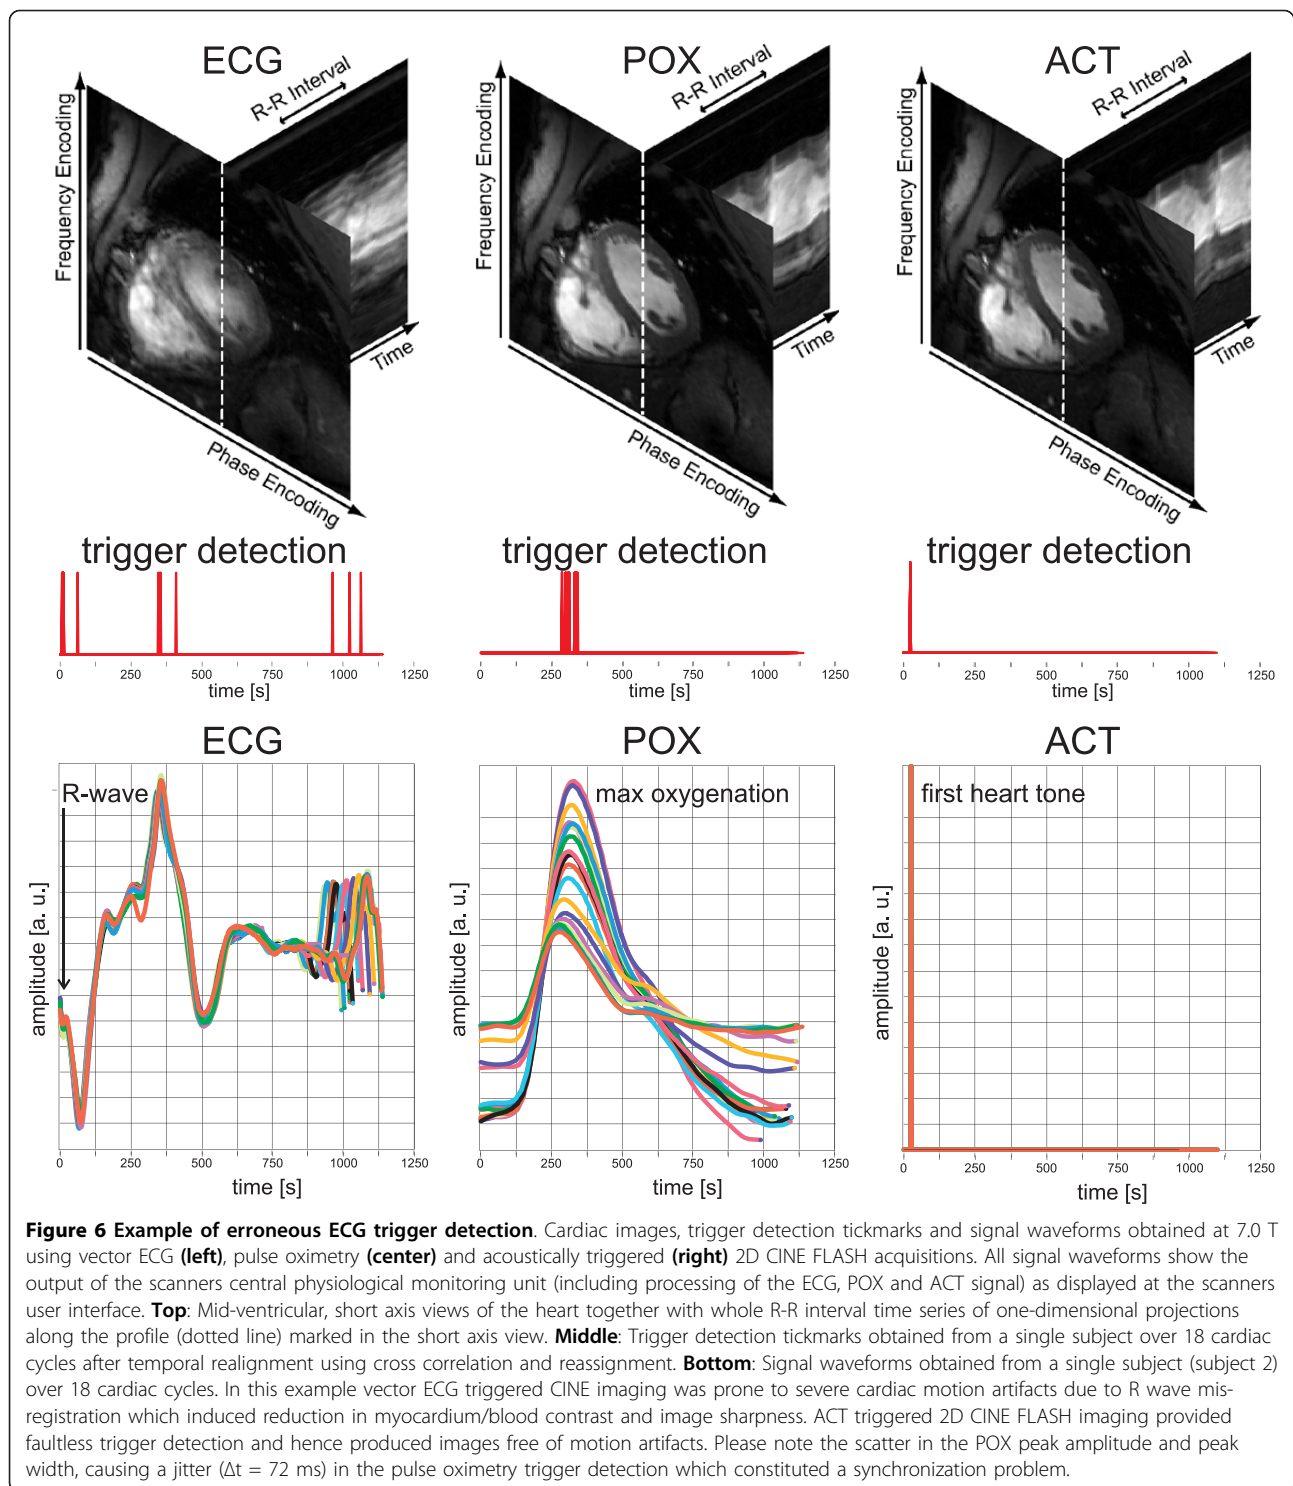 ECG
POX
ACT
Frequency Encoding
R-R Interval
Time
Phase Encoding
Frequency Encoding
R-R Interval
Time
Phase Encoding
Frequency Encoding
R-R Interval
Time
Phase Encoding
trigger detection
trigger detection
trigger detection
0 250 500 750 1000 1250
time [s]
0 250 500 750 1000 1250
time [s]
0 250 500 750 1000 1250
time [s]
ECG
POX
ACT
R-wave
max oxygenation
first heart tone
amplitude [a. u.]
amplitude [a. u.]
amplitude [a. u.]
0 250 500 750 1000 1250
time [s]
0 250 500 750 1000 1250
time [s]
0 250 500 750 1000 1250
time [s]
Figure 6 Example of erroneous ECG trigger detection. Cardiac images, trigger detection tickmarks and signal waveforms obtained at 7.0 T
using vector ECG (left), pulse oximetry (center) and acoustically triggered (right) 2D CINE FLASH acquisitions. All signal waveforms show the
output of the scanners central physiological monitoring unit (including processing of the ECG, POX and ACT signal) as displayed at the scanners
user interface. Top: Mid-ventricular, short axis views of the heart together with whole R-R interval time series of one-dimensional projections
along the profile (dotted line) marked in the short axis view. Middle: Trigger detection tickmarks obtained from a single subject over 18 cardiac
cycles after temporal realignment using cross correlation and reassignment. Bottom: Signal waveforms obtained from a single subject (subject 2)
over 18 cardiac cycles. In this example vector ECG triggered CINE imaging was prone to severe cardiac motion artifacts due to R wave mis-
registration which induced reduction in myocardium/blood contrast and image sharpness. ACT triggered 2D CINE FLASH imaging provided
faultless trigger detection and hence produced images free of motion artifacts. Please note the scatter in the POX peak amplitude and peak
width, causing a jitter (Δt = 72 ms) in the pulse oximetry trigger detection which constituted a synchronization problem.